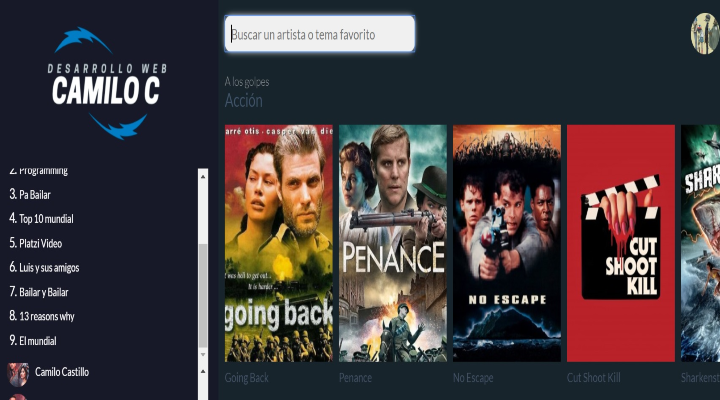 DESARROLLO WEB
CAMILO C
2. Programming
3. Pa Bailar
4. Top 10 mundial
5. Platzi Video
6. Luis y sus amigos
7. Bailar y Bailar
8. 13 reasons why
9. El mundial
Camilo Castillo
Buscar un artista o tema favorito
A los golpes
Acción
arré otis . casper van die
it was hell to get out...
it is harder...
going back
PENANCE
NO ESCAPE
CUT
SHOOT
KILL
SHAR
Going Back
Penance
No Escape
Cut Shoot Kill
Sharkenst